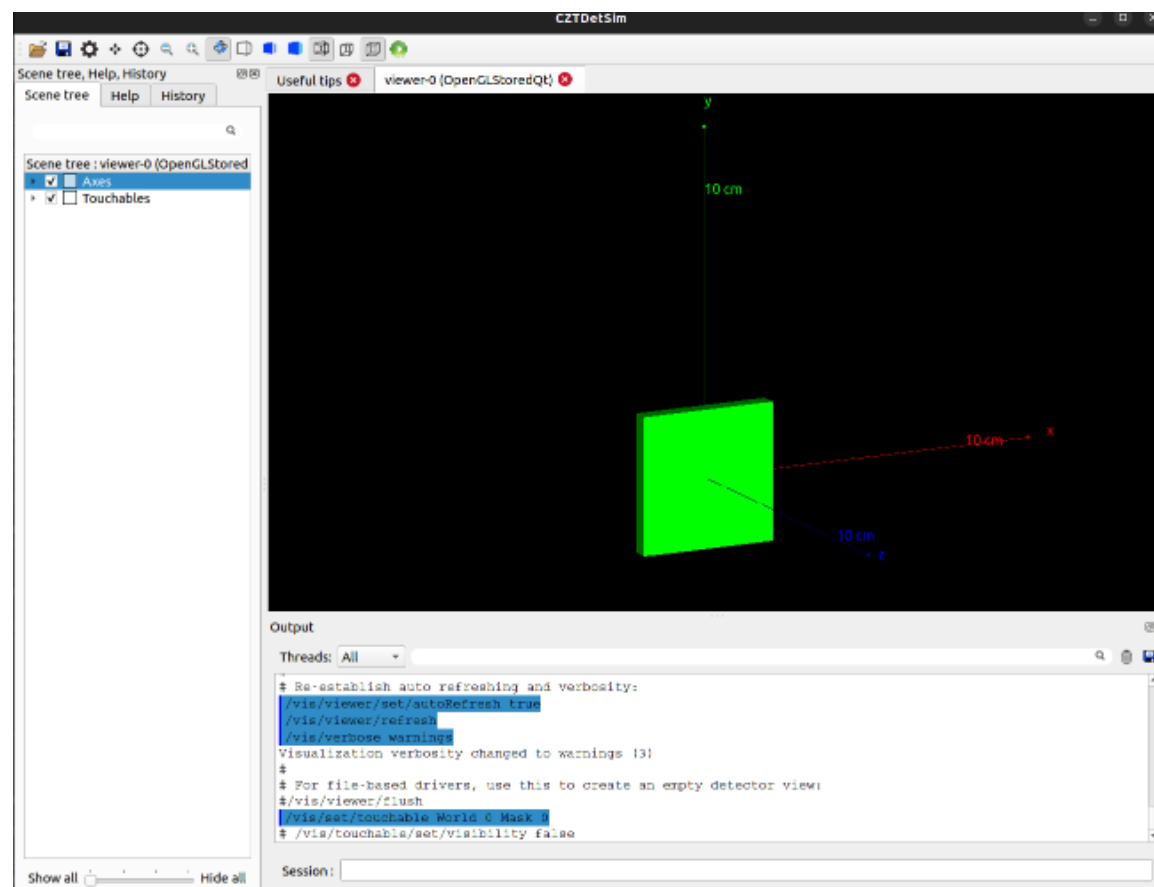 CZTDetSim
Scene tree, Help, History
Useful tips
viewer-0 (OpenGLStoredQt)
Scene tree
Help
History
Scene tree : viewer-0 (OpenGLStored
Axes
Touchables
y
10 cm
10 cm
x
10 cm
z
Output
Threads: All
# Re-establish auto refreshing and verbosity:
/vis/viewer/set/autoRefresh true
/vis/viewer/refresh
/vis/verbose warnings
Visualization verbosity changed to warnings (3)
#
# For file-based drivers, use this to create an empty detector view:
#/vis/viewer/flush
/vis/set/touchable World 0 Mask 0
# /vis/touchable/set/visibility false
Session :
Show all
Hide all